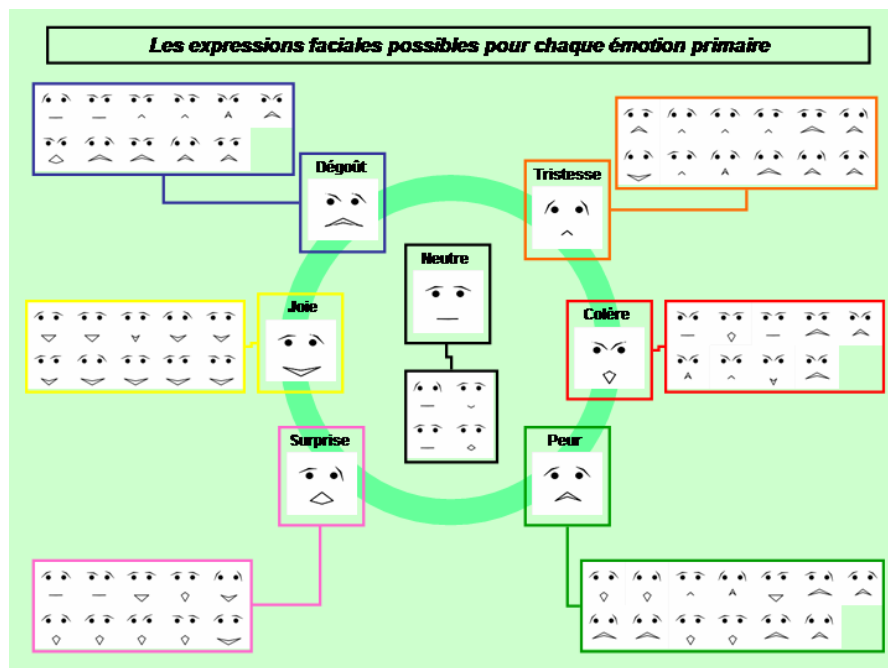 Les expressions faciales possibles pour chaque émotion primaire
Dégoût
Tristesse
Neutre
Joie
Colère
Surprise
Peur